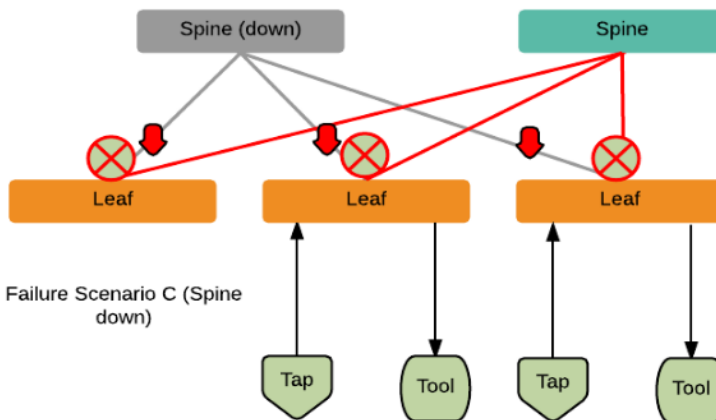 Spine (down)
Spine
Leaf
Leaf
Leaf
Failure Scenario C (Spine
down)
Tap
Tool
Tap
Tool